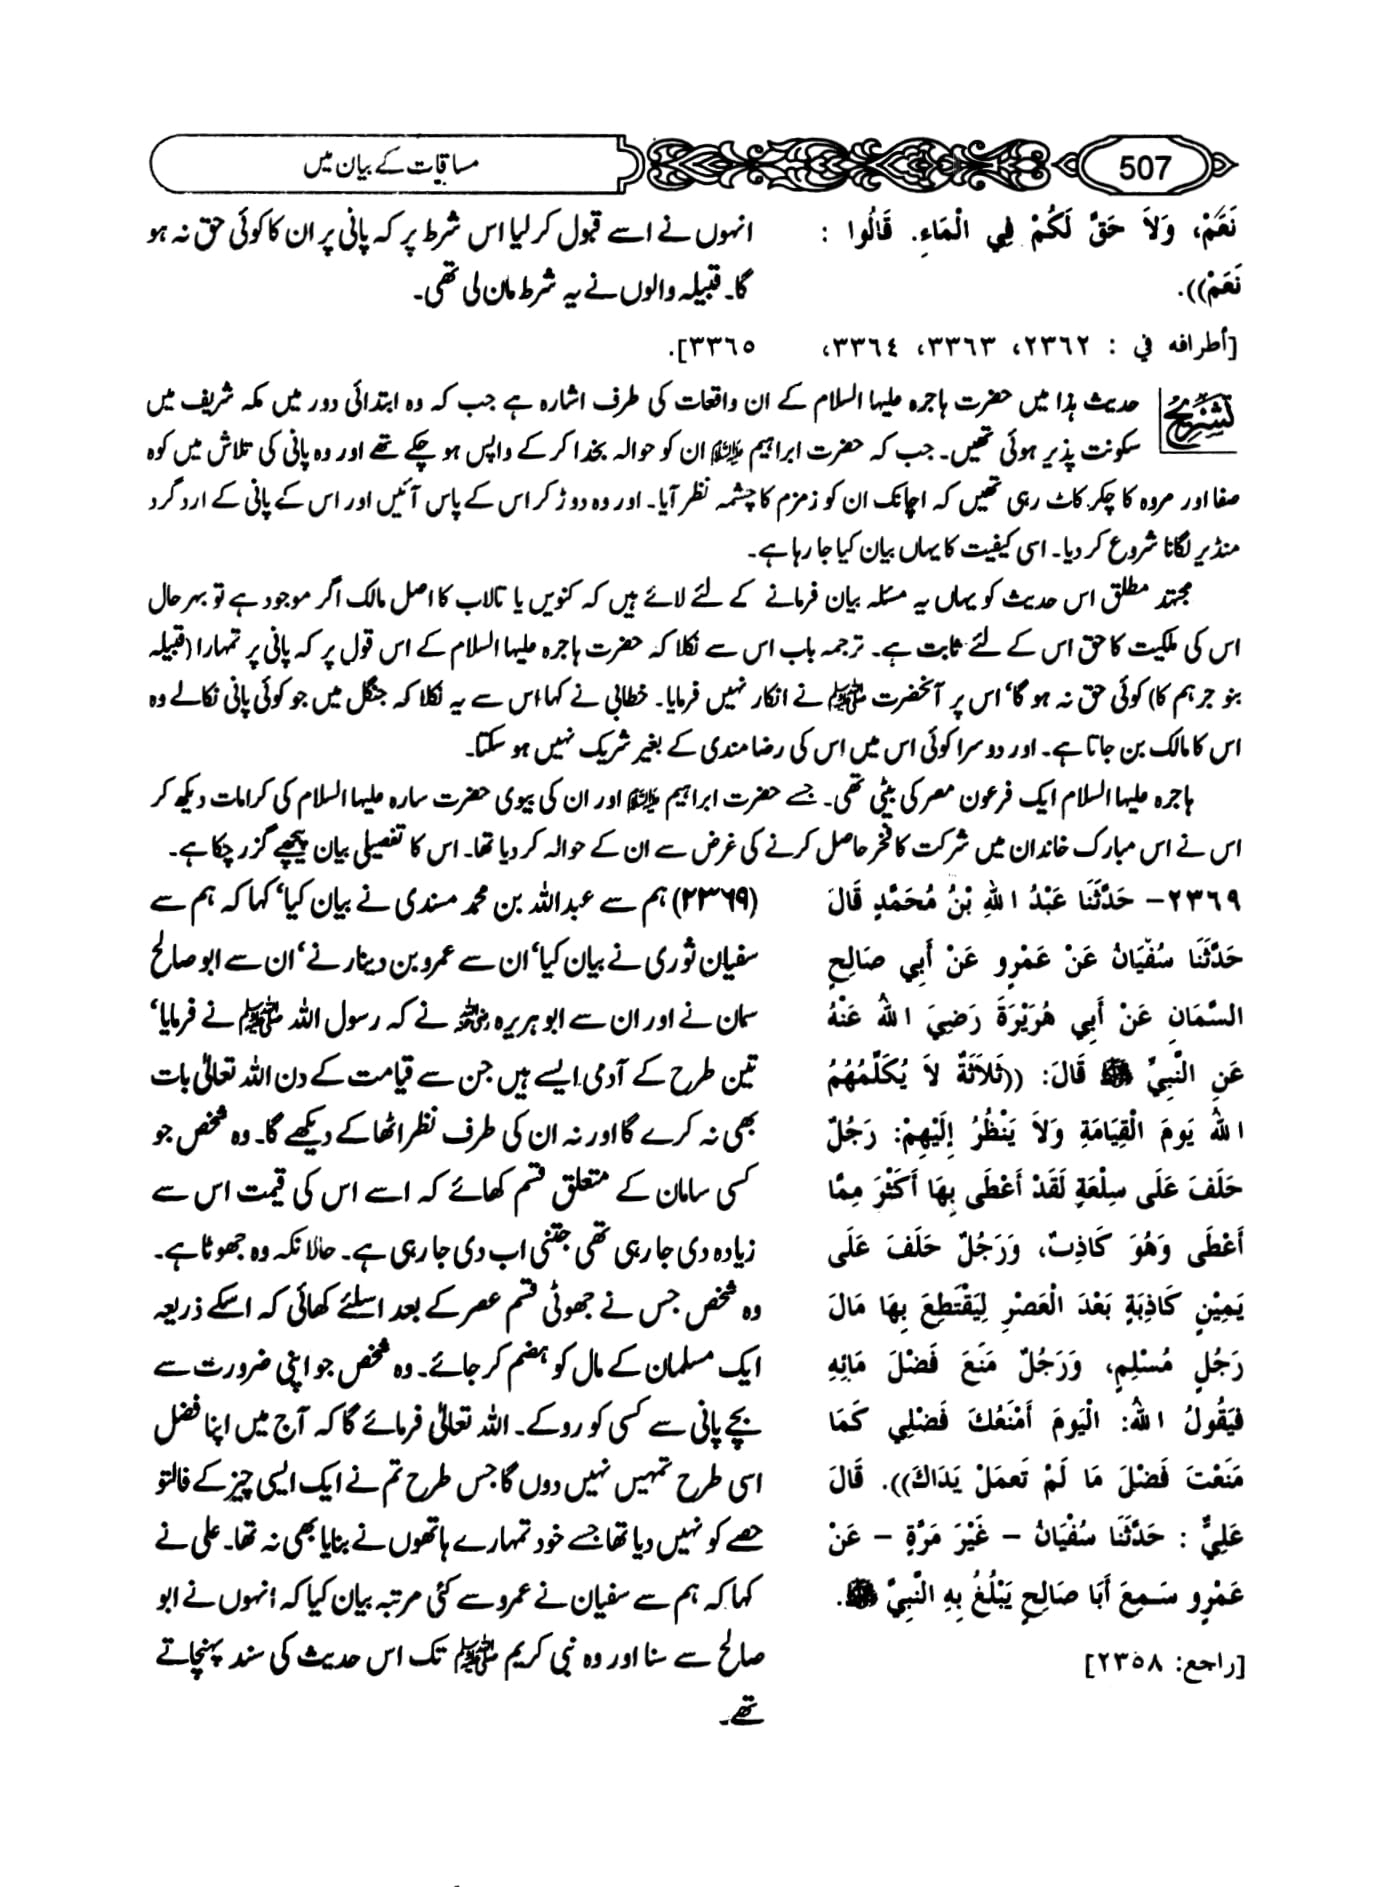 507
مساقات کے بیان میں
نَعَمْ، وَلاَ حَقَّ لَكُمْ فِي الْمَاءِ. قَالُوا :
نَعَمْ)).
[أطرافه في : ٢٣٦٢، ٣٣٦٣، ٣٣٦٤، ٣٣٦٥].
انہوں نے اسے قبول کر لیا اس شرط پر کہ پانی پر ان کا کوئی حق نہ ہو
گا۔ قبیلہ والوں نے یہ شرط مان لی تھی۔
تشریح
حدیث ہذا میں حضرت ہاجرہ علیہا السلام کے ان واقعات کی طرف اشارہ ہے جب کہ وہ ابتدائی دور میں مکہ شریف میں
سکونت پذیر ہوئی تھیں۔ جب کہ حضرت ابراہیم علیہ السلام ان کو حوالہ بخدا کر کے واپس ہو چکے تھے اور وہ پانی کی تلاش میں کوہ
صفا اور مروہ کا چکر کاٹ رہی تھیں کہ اچانک ان کو زمزم کا چشمہ نظر آیا۔ اور وہ دوڑ کر اس کے پاس آئیں اور اس کے پانی کے ارد گرد
منڈیر لگانا شروع کر دیا۔ اسی کیفیت کا یہاں بیان کیا جا رہا ہے۔
مجتہد مطلق اس حدیث کو یہاں یہ مسئلہ بیان فرمانے کے لئے لائے ہیں کہ کنویں یا تالاب کا اصل مالک اگر موجود ہے تو بہر حال
اس کی ملکیت کا حق اس کے لئے ثابت ہے۔ ترجمہ باب اس سے نکلا کہ حضرت ہاجرہ علیہا السلام کے اس قول پر کہ پانی پر تمہارا (قبیلہ
بنو جرہم کا) کوئی حق نہ ہو گا‘ اس پر آنحضرت ﷺ نے انکار نہیں فرمایا۔ خطابی نے کہا اس سے یہ نکلا کہ جنگل میں جو کوئی پانی نکالے وہ
اس کا مالک بن جاتا ہے۔ اور دوسرا کوئی اس میں اس کی رضا مندی کے بغیر شریک نہیں ہو سکتا۔
ہاجرہ علیہا السلام ایک فرعون مصر کی بیٹی تھی۔ جسے حضرت ابراہیم علیہ السلام اور ان کی بیوی حضرت سارہ علیہا السلام کی کرامات دیکھ کر
اس نے اس مبارک خاندان میں شرکت کا فخر حاصل کرنے کی غرض سے ان کے حوالہ کر دیا تھا۔ اس کا تفصیلی بیان پیچھے گزر چکا ہے۔
٢٣٦٩- حَدَّثَنَا عَبْدُ اللهِ بْنُ مُحَمَّدٍ قَالَ
حَدَّثَنَا سُفْيَانُ عَنْ عَمْرٍو عَنْ أَبِي صَالِحٍ
السَّمَانِ عَنْ أَبِي هُرَيْرَةَ رَضِيَ اللهُ عَنْهُ
عَنِ النَّبِيِّ ﷺ قَالَ: ((ثَلاَثَةٌ لاَ يُكَلِّمُهُمُ
اللهُ يَومَ الْقِيَامَةِ وَلاَ يَنْظُرُ إِلَيْهِمْ: رَجُلٌ
حَلَفَ عَلَى سِلْعَةٍ لَقَدْ أَعْطَى بِهَا أَكْثَرَ مِمَّا
أَعْطَى وَهُوَ كَاذِبٌ، وَرَجُلٌ حَلَفَ عَلَى
يَمِيْنٍ كَاذِبَةٍ بَعْدَ الْعَصْرِ لِيَقْتَطِعَ بِهَا مَالَ
رَجُلٍ مُسْلِمٍ، وَرَجُلٌ مَنَعَ فَضْلَ مَائِهِ
فَيَقُولُ اللهُ: الْيَومَ أَمْنَعُكَ فَضْلِي كَمَا
مَنَعْتَ فَضْلَ مَا لَمْ تَعمَلْ يَدَاكَ)). قَالَ
عَلِيٌّ : حَدَّثَنَا سُفْيَانُ – غَيْرَ مَرَّةٍ – عَنْ
عَمْرٍو سَمِعَ أَبَا صَالِحٍ يَبْلُغُ بِهِ النَّبِيَّ ﷺ.
[راجع: ٢٣٥٨]
(۲۳۶۹) ہم سے عبداللہ بن محمد مسندی نے بیان کیا‘ کہا کہ ہم سے
سفیان ثوری نے بیان کیا‘ ان سے عمرو بن دینار نے‘ ان سے ابو صالح
سمان نے اور ان سے ابو ہریرہ رضی اللہ عنہ نے کہ رسول اللہ ﷺ نے فرمایا‘
تین طرح کے آدمی ایسے ہیں جن سے قیامت کے دن اللہ تعالیٰ بات
بھی نہ کرے گا اور نہ ان کی طرف نظر اٹھا کے دیکھے گا۔ وہ شخص جو
کسی سامان کے متعلق قسم کھائے کہ اسے اس کی قیمت اس سے
زیادہ دی جا رہی تھی جتنی اب دی جا رہی ہے۔ حالانکہ وہ جھوٹا ہے۔
وہ شخص جس نے جھوٹی قسم عصر کے بعد اسلئے کھائی کہ اسکے ذریعہ
ایک مسلمان کے مال کو ہضم کر جائے۔ وہ شخص جو اپنی ضرورت سے
بچے پانی سے کسی کو روکے۔ اللہ تعالیٰ فرمائے گا کہ آج میں اپنا فضل
اسی طرح تمہیں نہیں دوں گا جس طرح تم نے ایک ایسی چیز کے فالتو
حصے کو نہیں دیا تھا جسے خود تمہارے ہاتھوں نے بنایا بھی نہ تھا۔ علی نے
کہا کہ ہم سے سفیان نے عمرو سے کئی مرتبہ بیان کیا کہ انہوں نے ابو
صالح سے سنا اور وہ نبی کریم ﷺ تک اس حدیث کی سند پہنچاتے
تھے۔